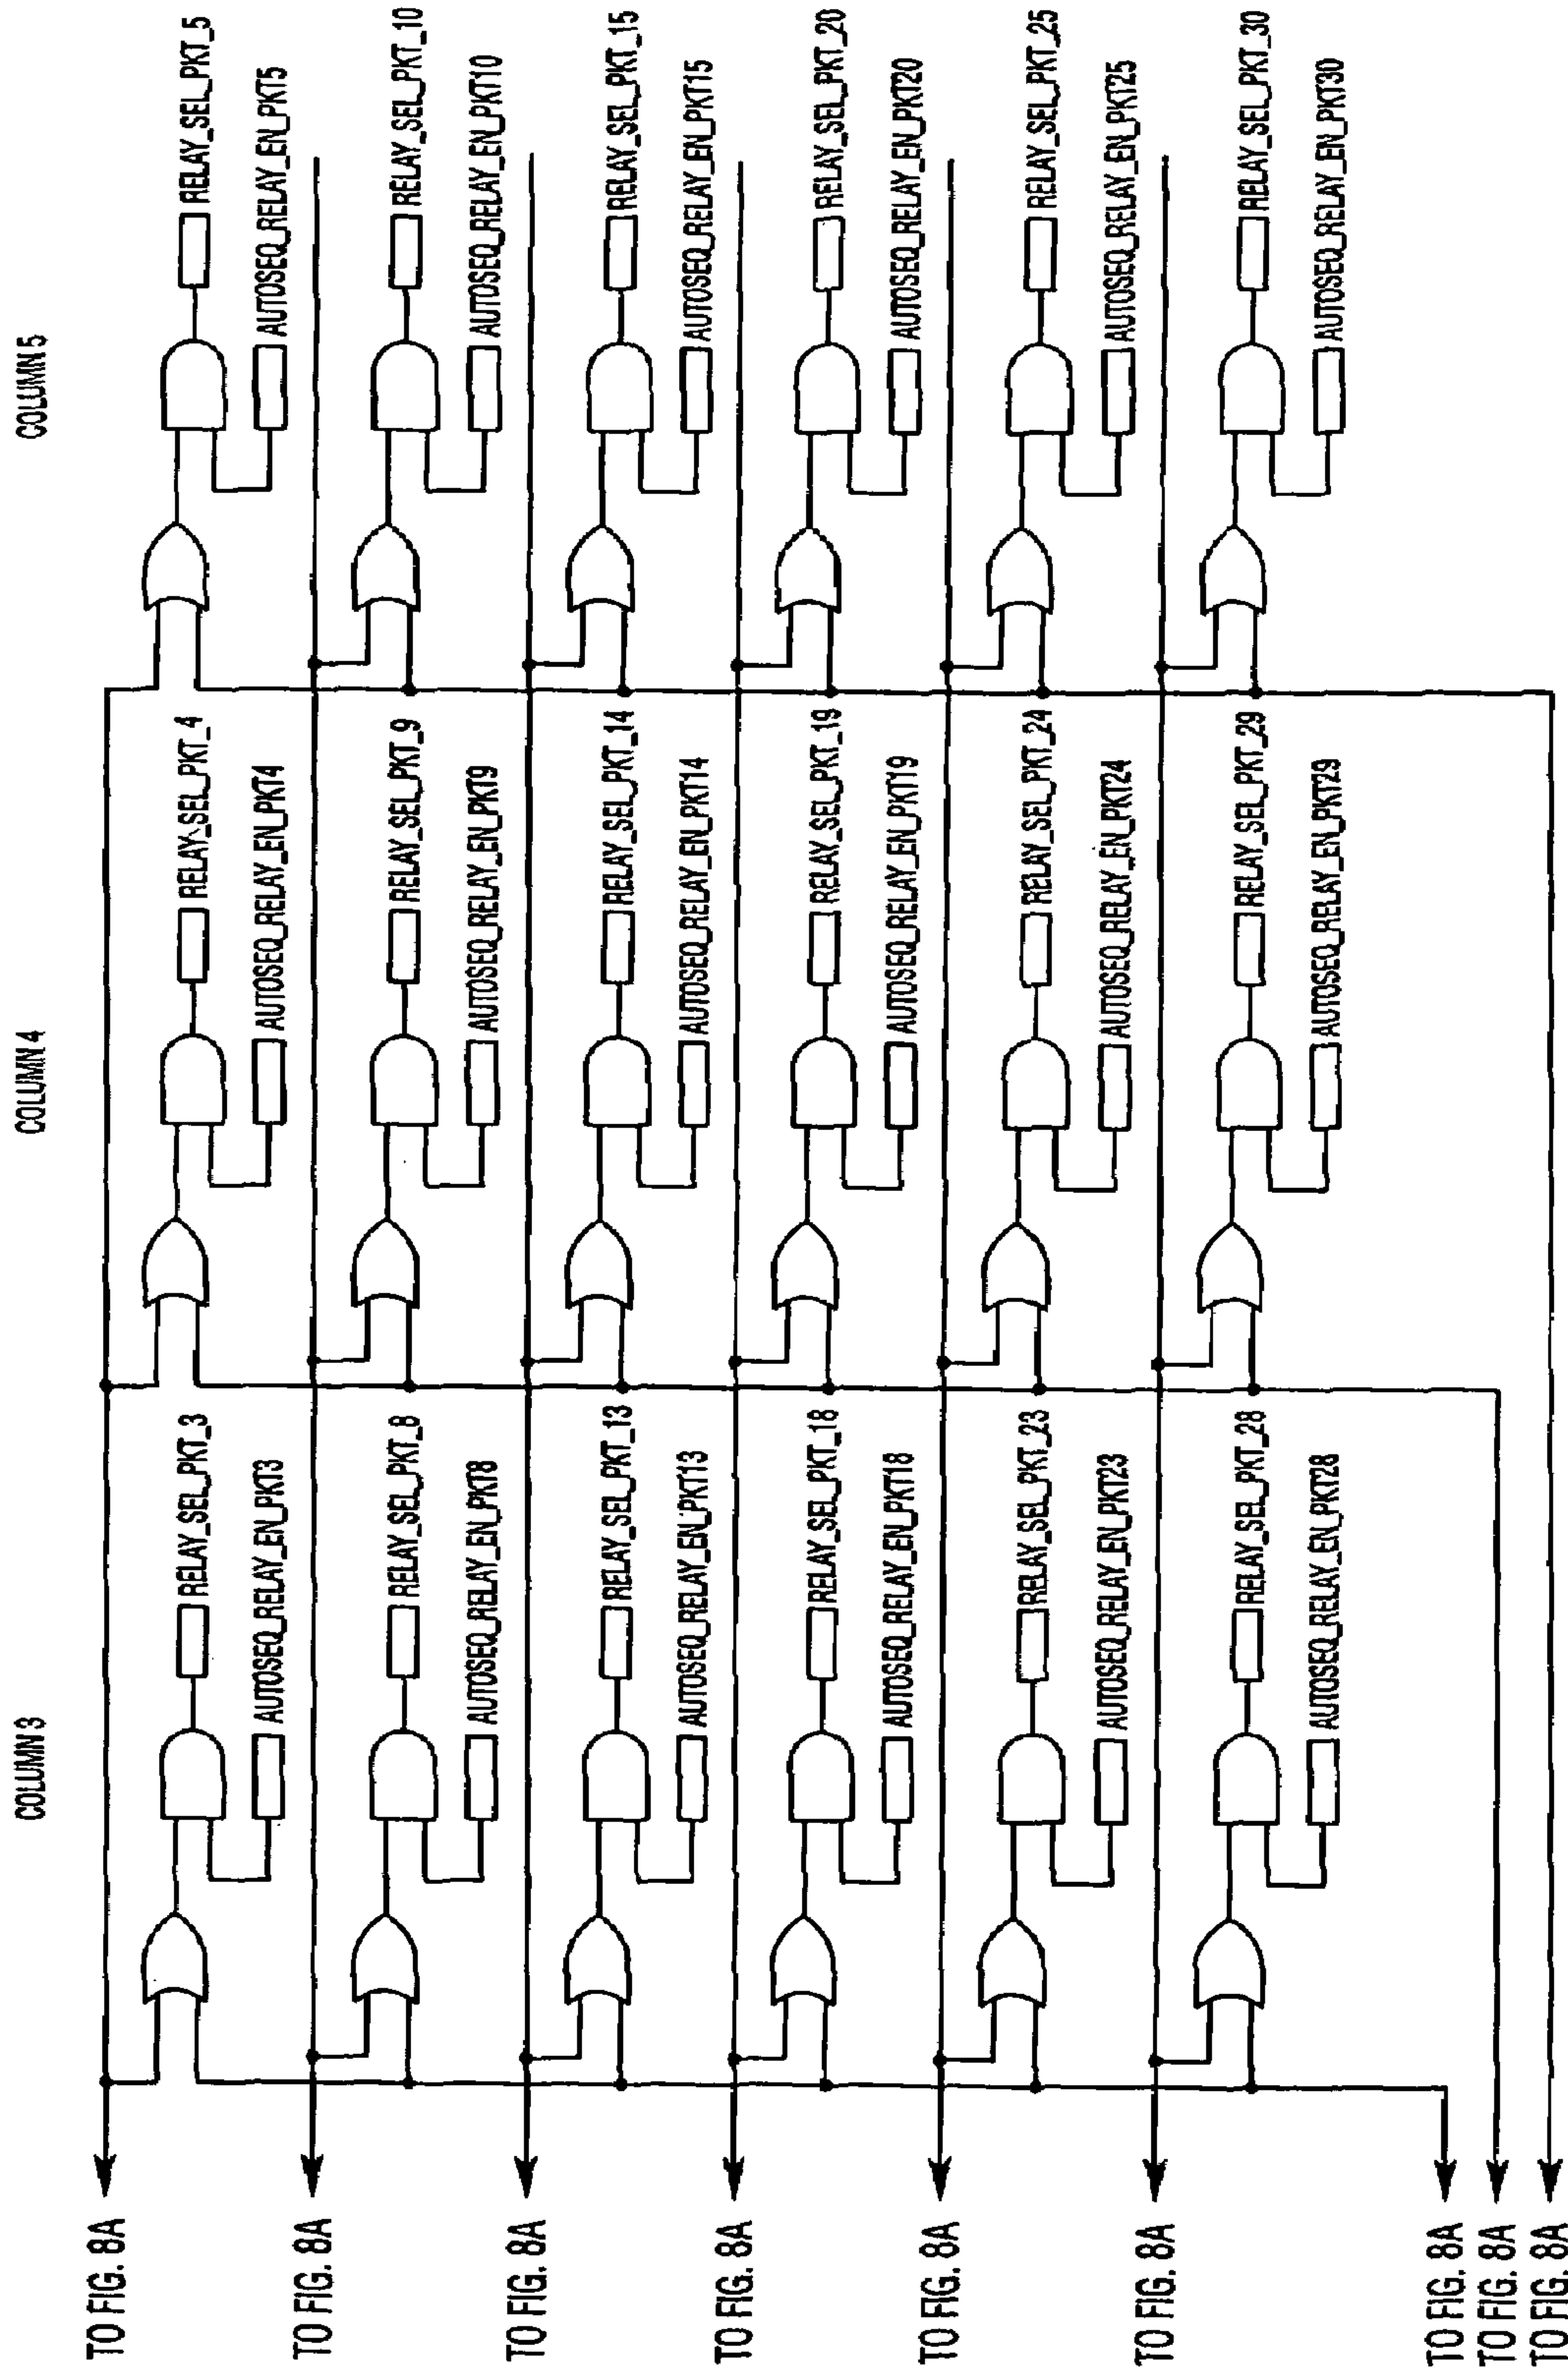 COLUMN 3
COLUMN 4
COLUMN 5
TO FIG. 8A
RELAY_SEL_PKT_3
AUTOSEQ_RELAY_EN_PKT3
RELAY_SEL_PKT_4
AUTOSEQ_RELAY_EN_PKT4
RELAY_SEL_PKT_5
AUTOSEQ_RELAY_EN_PKT5
TO FIG. 8A
RELAY_SEL_PKT_8
AUTOSEQ_RELAY_EN_PKT8
RELAY_SEL_PKT_9
AUTOSEQ_RELAY_EN_PKT9
RELAY_SEL_PKT_10
AUTOSEQ_RELAY_EN_PKT10
TO FIG. 8A
RELAY_SEL_PKT_13
AUTOSEQ_RELAY_EN_PKT13
RELAY_SEL_PKT_14
AUTOSEQ_RELAY_EN_PKT14
RELAY_SEL_PKT_15
AUTOSEQ_RELAY_EN_PKT15
TO FIG. 8A
RELAY_SEL_PKT_18
AUTOSEQ_RELAY_EN_PKT18
RELAY_SEL_PKT_19
AUTOSEQ_RELAY_EN_PKT19
RELAY_SEL_PKT_20
AUTOSEQ_RELAY_EN_PKT20
TO FIG. 8A
RELAY_SEL_PKT_23
AUTOSEQ_RELAY_EN_PKT23
RELAY_SEL_PKT_24
AUTOSEQ_RELAY_EN_PKT24
RELAY_SEL_PKT_25
AUTOSEQ_RELAY_EN_PKT25
TO FIG. 8A
RELAY_SEL_PKT_28
AUTOSEQ_RELAY_EN_PKT28
RELAY_SEL_PKT_29
AUTOSEQ_RELAY_EN_PKT29
RELAY_SEL_PKT_30
AUTOSEQ_RELAY_EN_PKT30
TO FIG. 8A
TO FIG. 8A
TO FIG. 8A